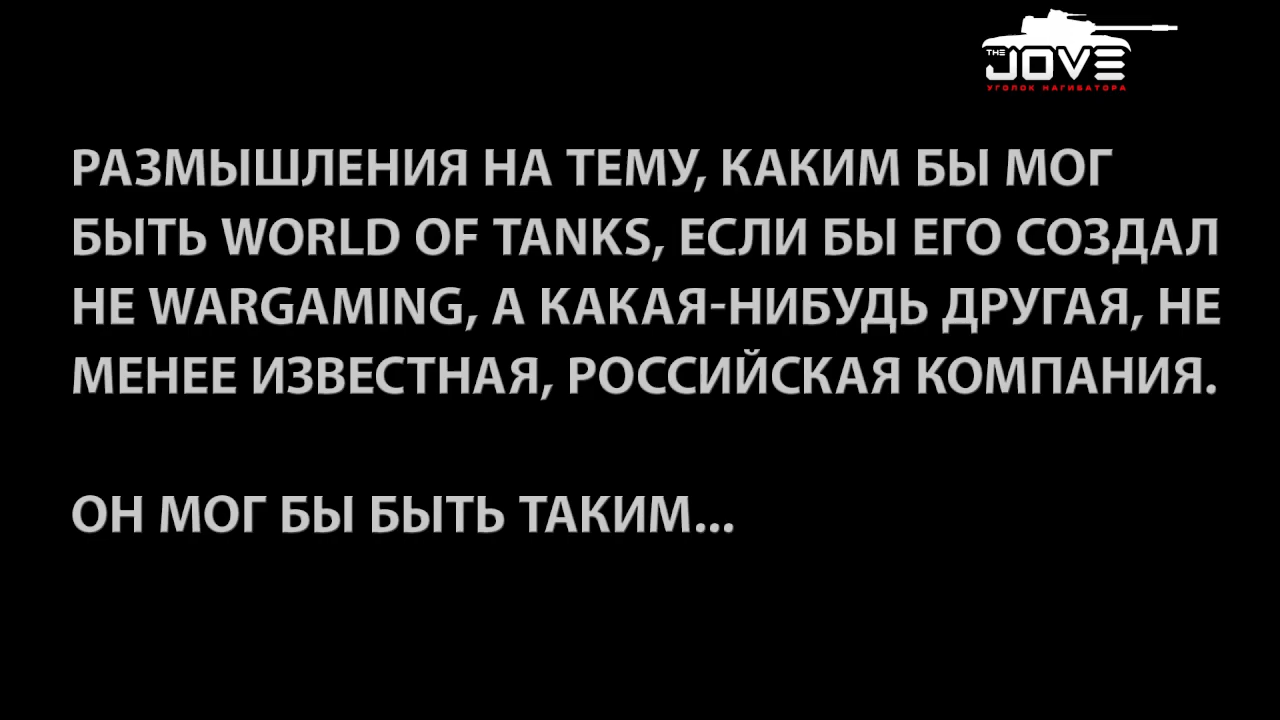 THE
JOVE
УГОЛОК НАГИБАТОРА
РАЗМЫШЛЕНИЯ НА ТЕМУ, КАКИМ БЫ МОГ
БЫТЬ WORLD OF TANKS, ЕСЛИ БЫ ЕГО СОЗДАЛ
НЕ WARGAMING, А КАКАЯ-НИБУДЬ ДРУГАЯ, НЕ
МЕНЕЕ ИЗВЕСТНАЯ, РОССИЙСКАЯ КОМПАНИЯ.
ОН МОГ БЫ БЫТЬ ТАКИМ...